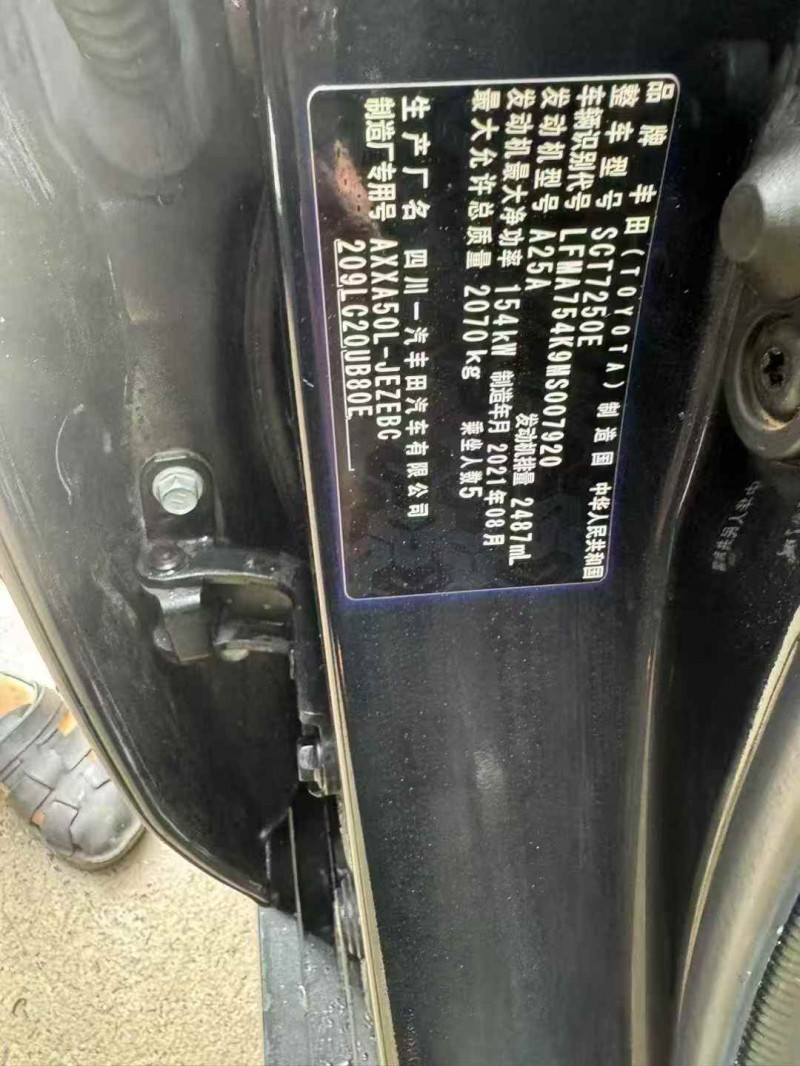 品牌 丰田(TOYOTA) 制造国 中华人民共和国
整车型号 SCT7250E
车辆识别代号 LFMA754K9MS007920
发动机型号 A25A 发动机排量 2487mL
发动机最大净功率 154kW 制造年月 2021年08月
最大允许总质量 2070kg 乘坐人数5
生产厂名 四川一汽丰田汽车有限公司
制造厂专用号 AXXA50L-JEZEBC
209LC20UB80E